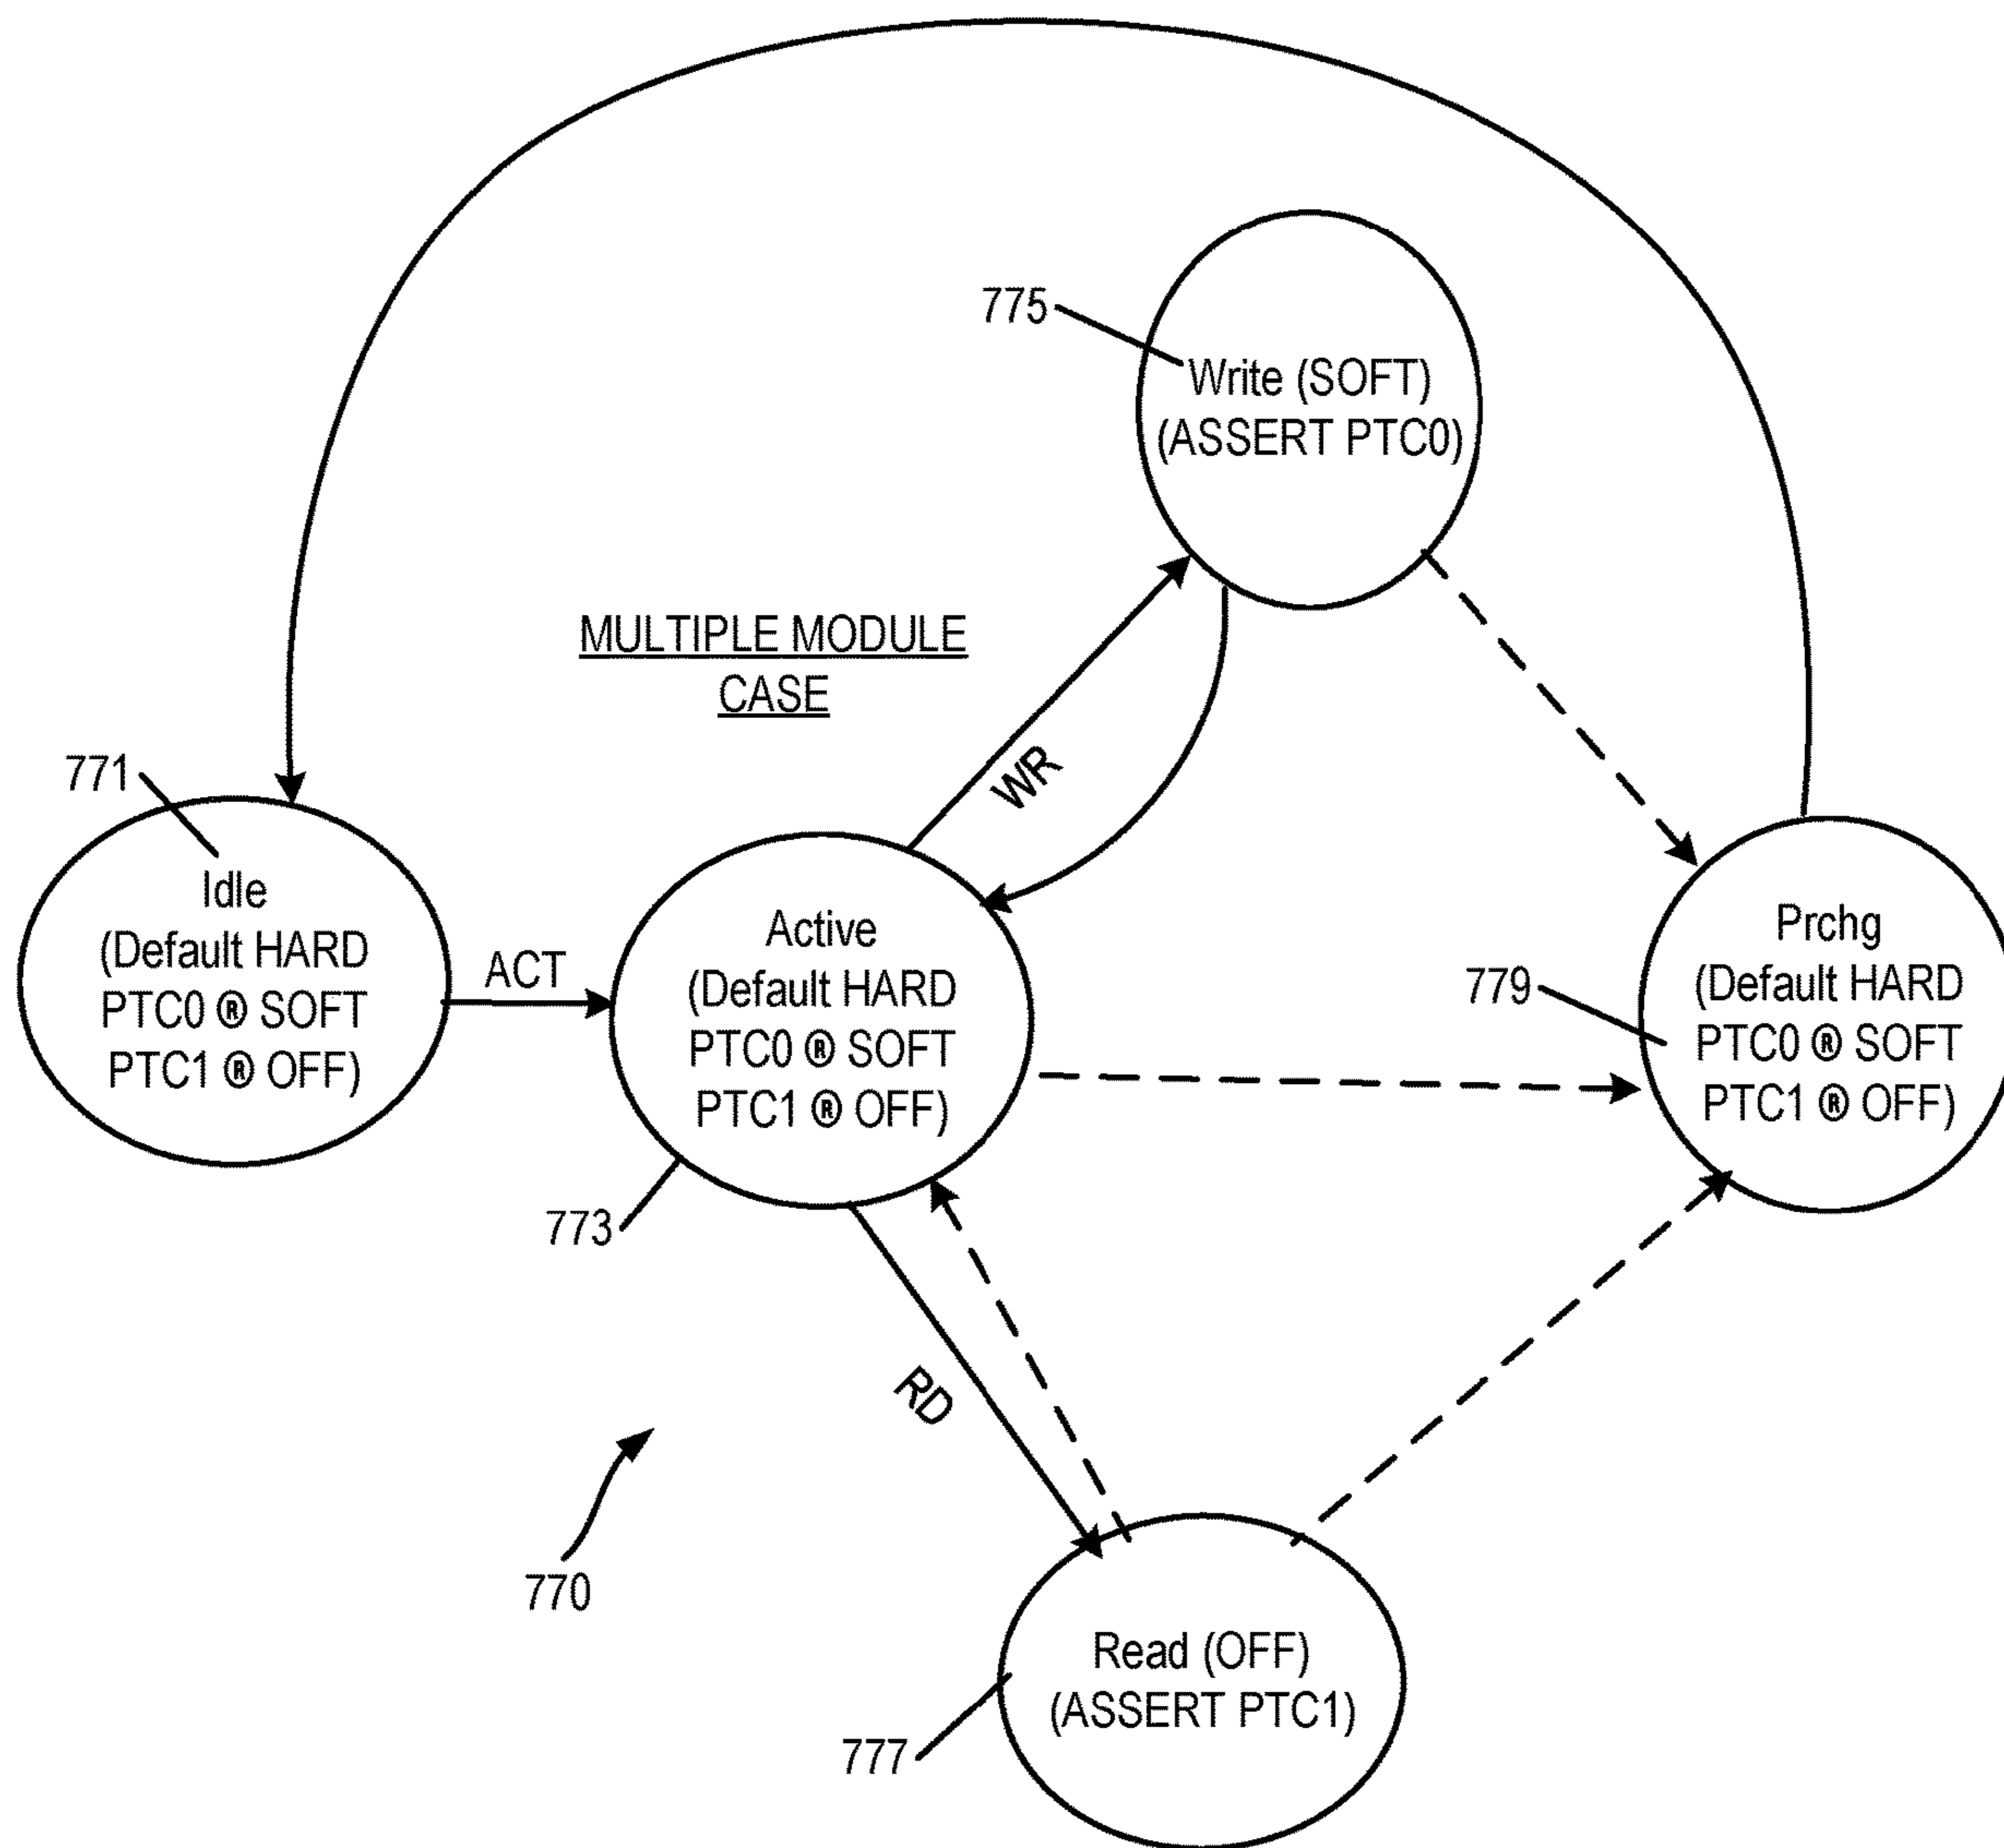 775
Write (SOFT)
(ASSERT PTC0)
MULTIPLE MODULE
CASE
WR
771
Idle
(Default HARD
PTC0 ® SOFT
PTC1 ® OFF)
ACT
Active
(Default HARD
PTC0 ® SOFT
PTC1 ® OFF)
773
779
Prchg
(Default HARD
PTC0 ® SOFT
PTC1 ® OFF)
RD
770
Read (OFF)
(ASSERT PTC1)
777